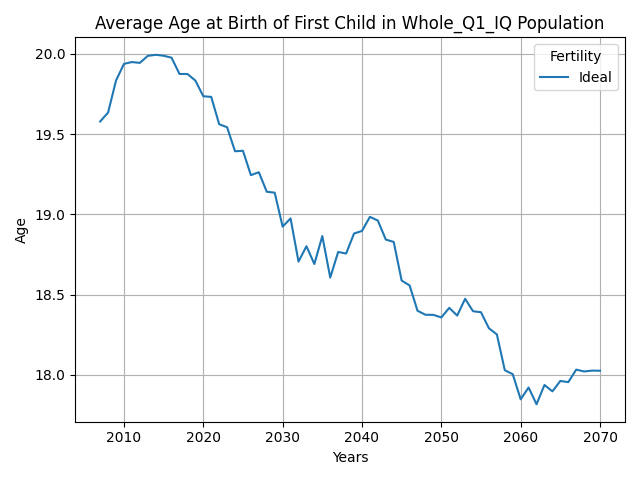 Average Age at Birth of First Child in Whole_Q1_IQ Population
Fertility
Ideal
20.0
19.5
19.0
18.5
18.0
Age
2010 2020 2030 2040 2050 2060 2070
Years